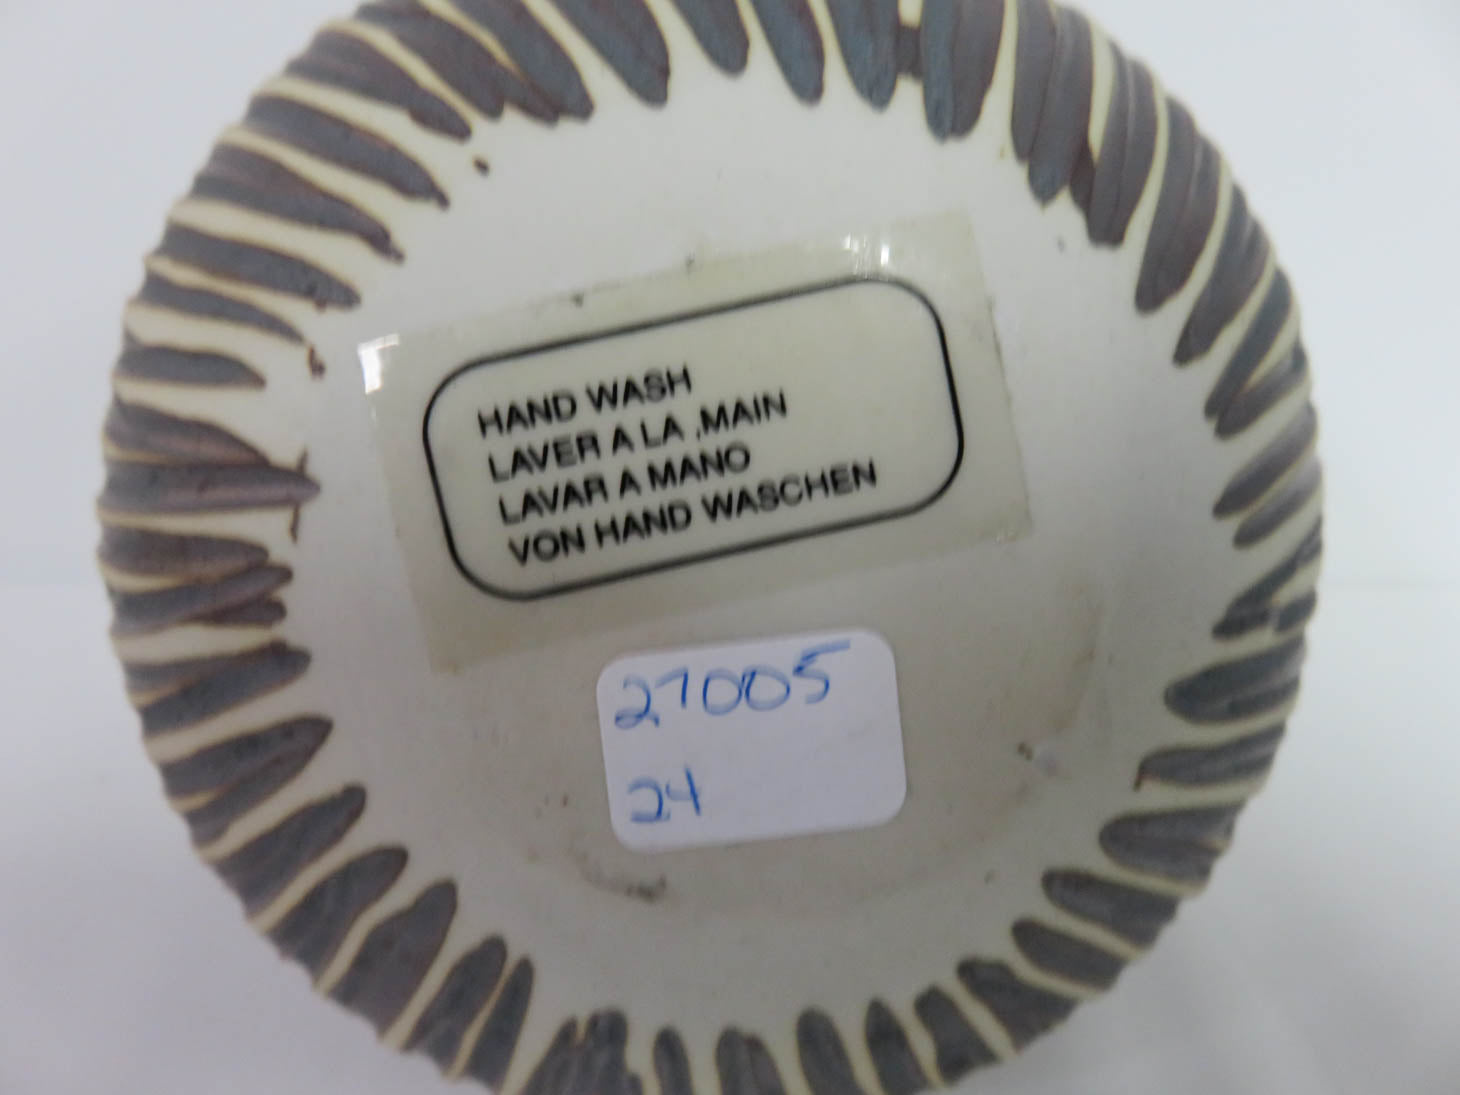 HAND WASH
LAVER A LA ,MAIN
LAVAR A MANO
VON HAND WASCHEN
27005
24